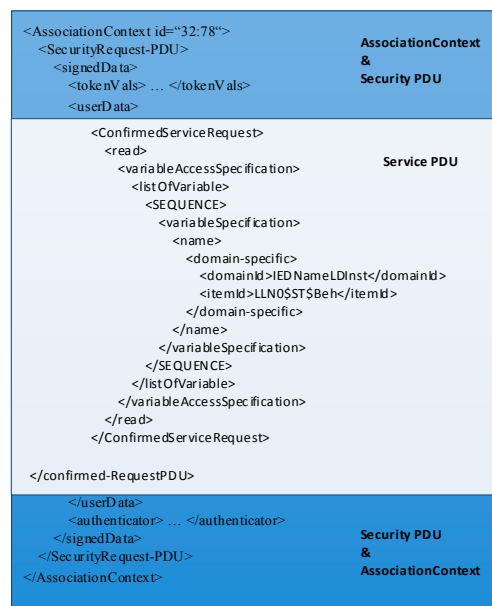 <AssociationContext id=“32:78“>
<SecurityRequest-PDU>
<signedData>
<tokenVals> … </tokenVals>
<userData>
AssociationContext
&
Security PDU
<ConfirmedServiceRequest>
<read>
<variableAccessSpecification>
<listOfVariable>
<SEQUENCE>
<variableSpecification>
<name>
<domain-specific>
<domainId>IEDNameLDInst</domainId>
<itemId>LLN0$ST$Beh</itemId>
</domain-specific>
</name>
</variableSpecification>
</SEQUENCE>
</listOfVariable>
</variableAccessSpecification>
</read>
</ConfirmedServiceRequest>
</confirmed-RequestPDU>
Service PDU
</userData>
<authenticator> … </authenticator>
</signedData>
</SecurityRequest-PDU>
</AssociationContext>
Security PDU
&
AssociationContext